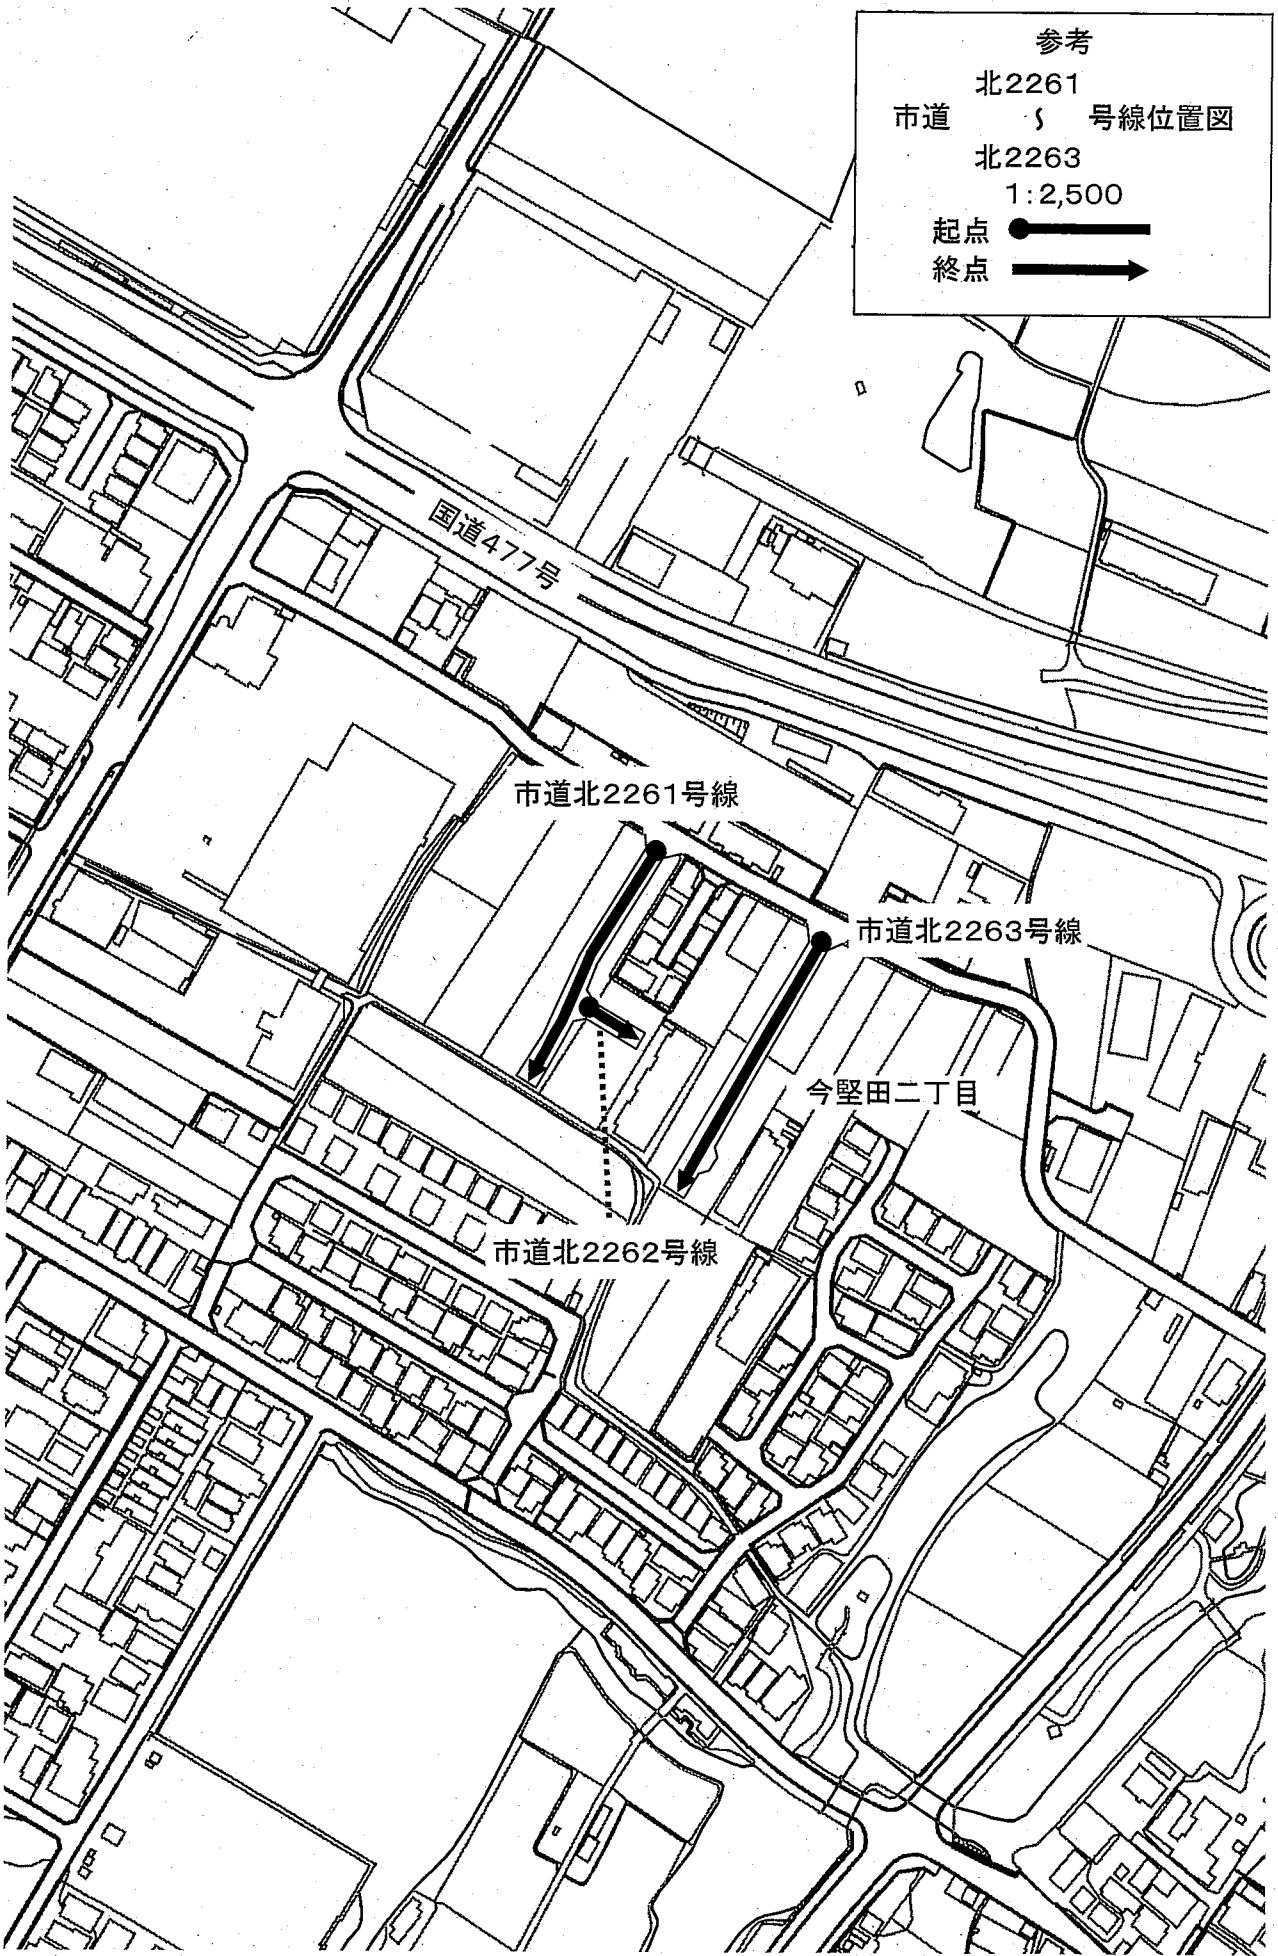 参考
北2261
市道 〜 号線位置図
北2263
1:2,500
起点
終点
国道477号
市道北2261号線
市道北2263号線
今堅田二丁目
市道北2262号線